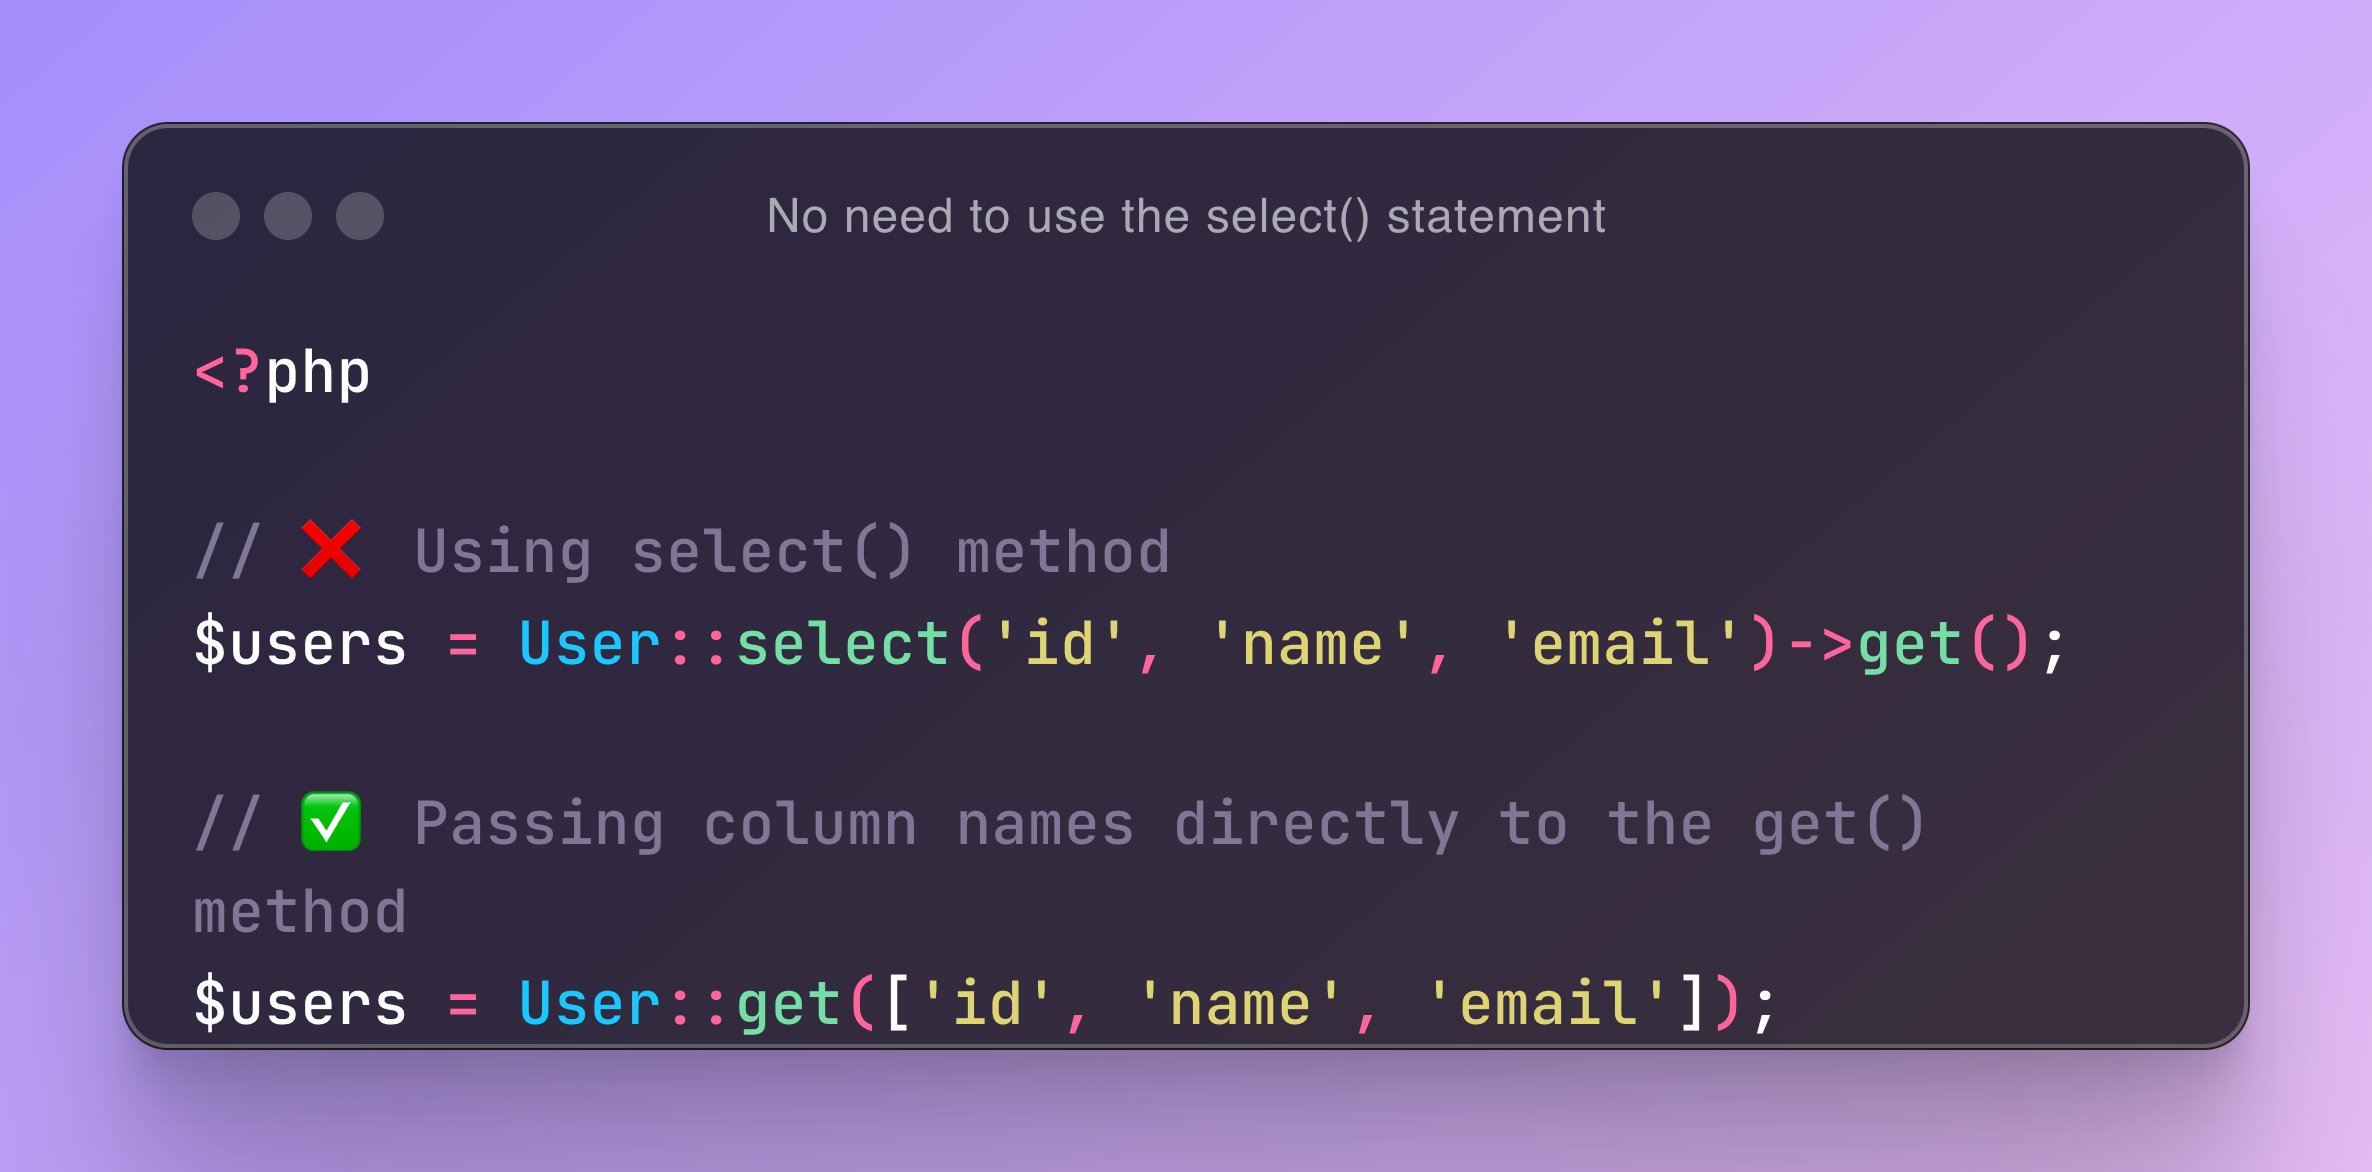 No need to use the select() statement
<?php
// ❌ Using select() method
$users = User::select('id', 'name', 'email')->get();
// ✅ Passing column names directly to the get()
method
$users = User::get(['id', 'name', 'email']);